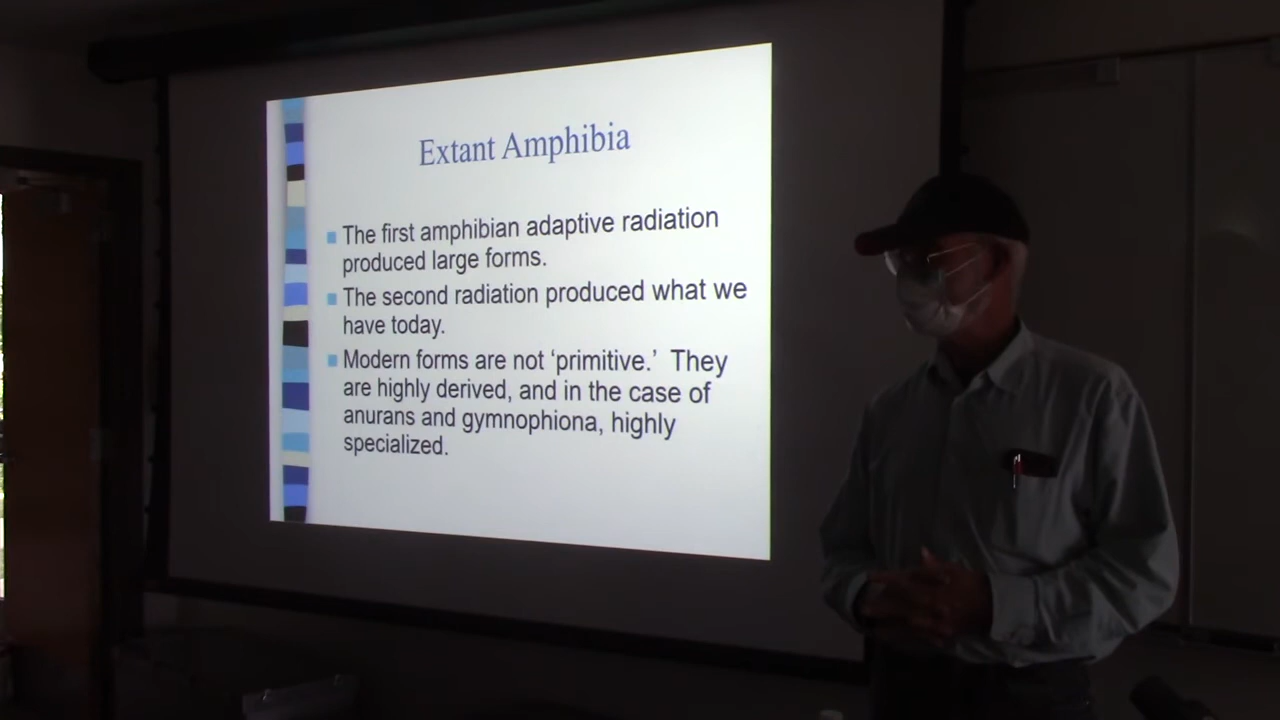 Extant Amphibia
The first amphibian adaptive radiation
produced large forms.
The second radiation produced what we
have today.
Modern forms are not ‘primitive.’ They
are highly derived, and in the case of
anurans and gymnophiona, highly
specialized.